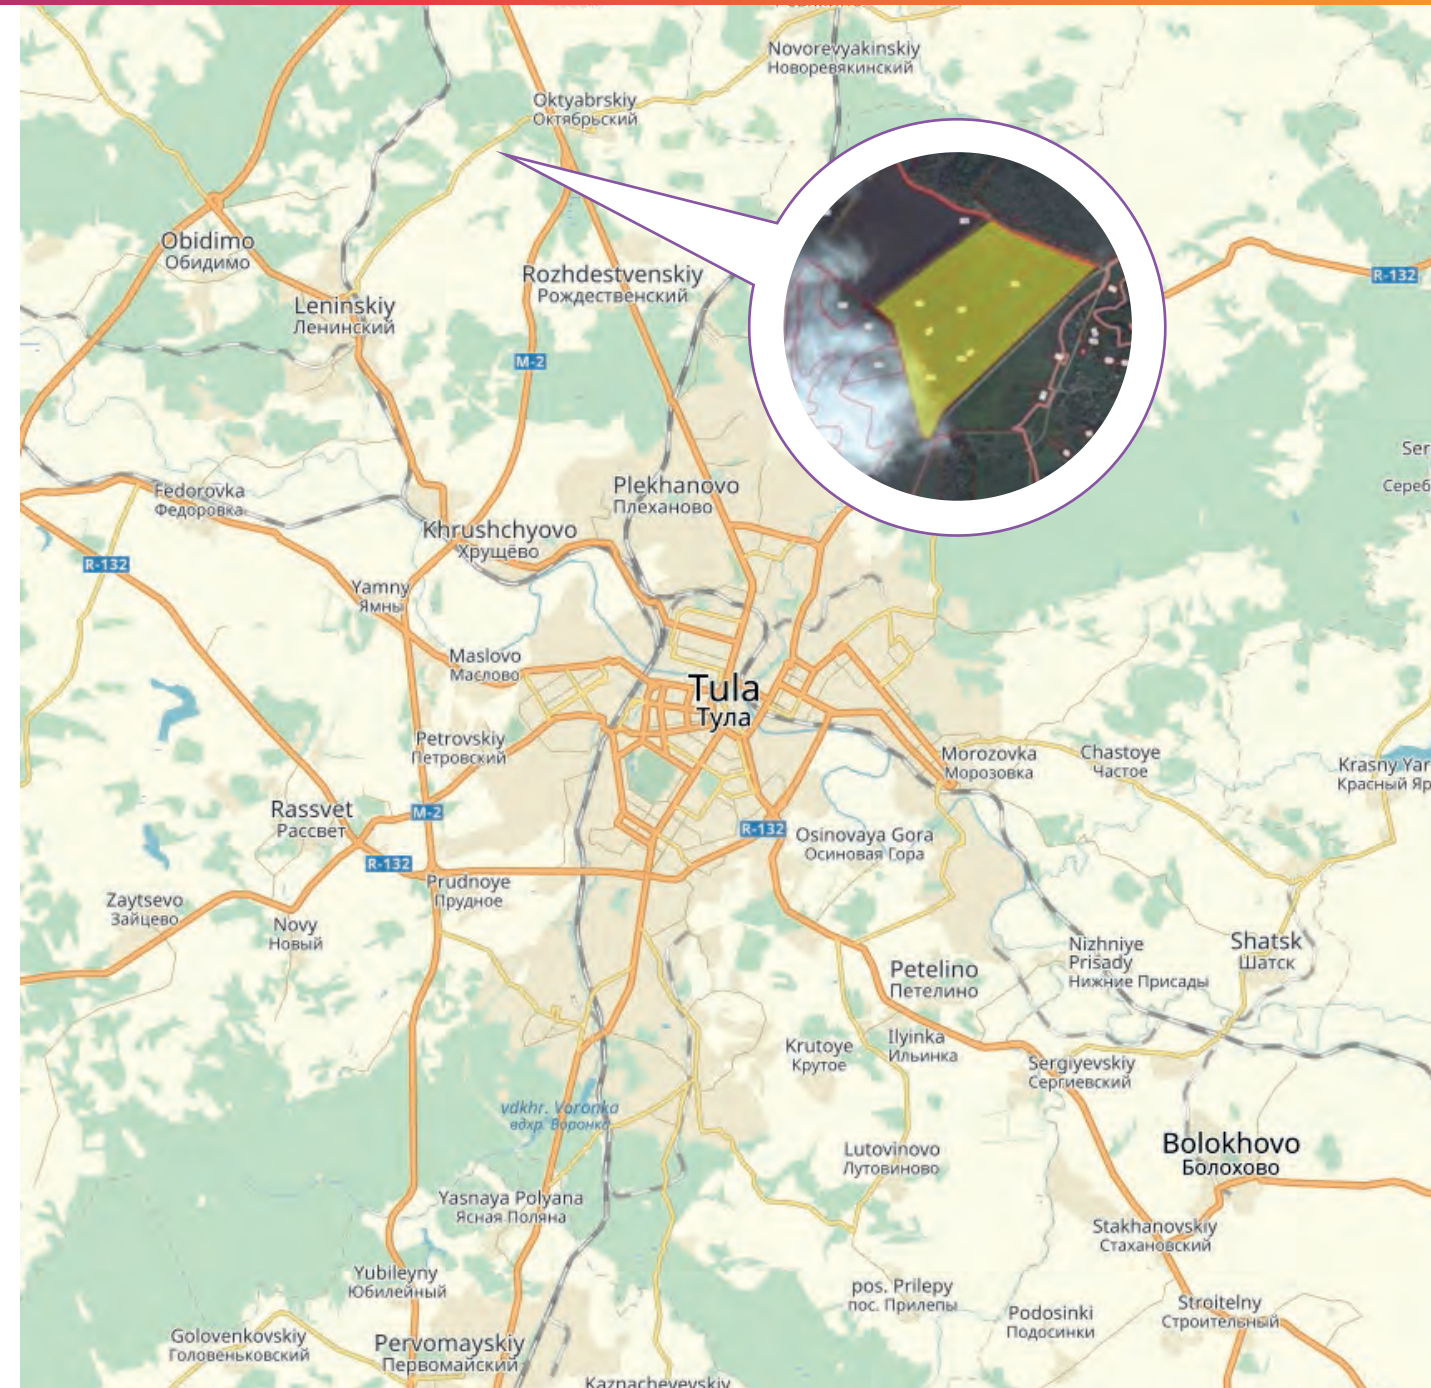 Novorevyakinskiy
Новоревякинский
Oktyabrskiy
Октябрьский
Obidimo
Обидимо
Rozhdestvenskiy
Рождественский
R-132
Leninskiy
Ленинский
M-2
Ser
Сереб
Plekhanovo
Плеханово
Fedorovka
Федоровка
Khrushchyovo
Хрущёво
R-132
Yamny
Ямны
Maslovo
Маслово
Tula
Тула
Petrovskiy
Петровский
Morozovka
Морозовка
Chastoye
Частое
Krasny Yar
Красный Яр
Rassvet
Рассвет
M-2
R-132
Osinovaya Gora
Осиновая Гора
R-132
Prudnoye
Прудное
Zaytsevo
Зайцево
Novy
Новый
Nizhniye
Prisady
Нижние Присады
Shatsk
Шатск
Petelino
Петелино
Krutoye
Крутое
Ilyinka
Ильинка
Sergiyevskiy
Сергиевский
vdkhr. Voronka
вдхр. Воронка
Lutovinovo
Лутовиново
Bolokhovo
Болохово
Yasnaya Polyana
Ясная Поляна
Stakhanovskiy
Стахановский
Yubileyny
Юбилейный
pos. Prilepy
пос. Прилепы
Podosinki
Подосинки
Stroitelny
Строительный
Golovenkovskiy
Головеньковский
Pervomayskiy
Первомайский
Kaznacheyevskiy